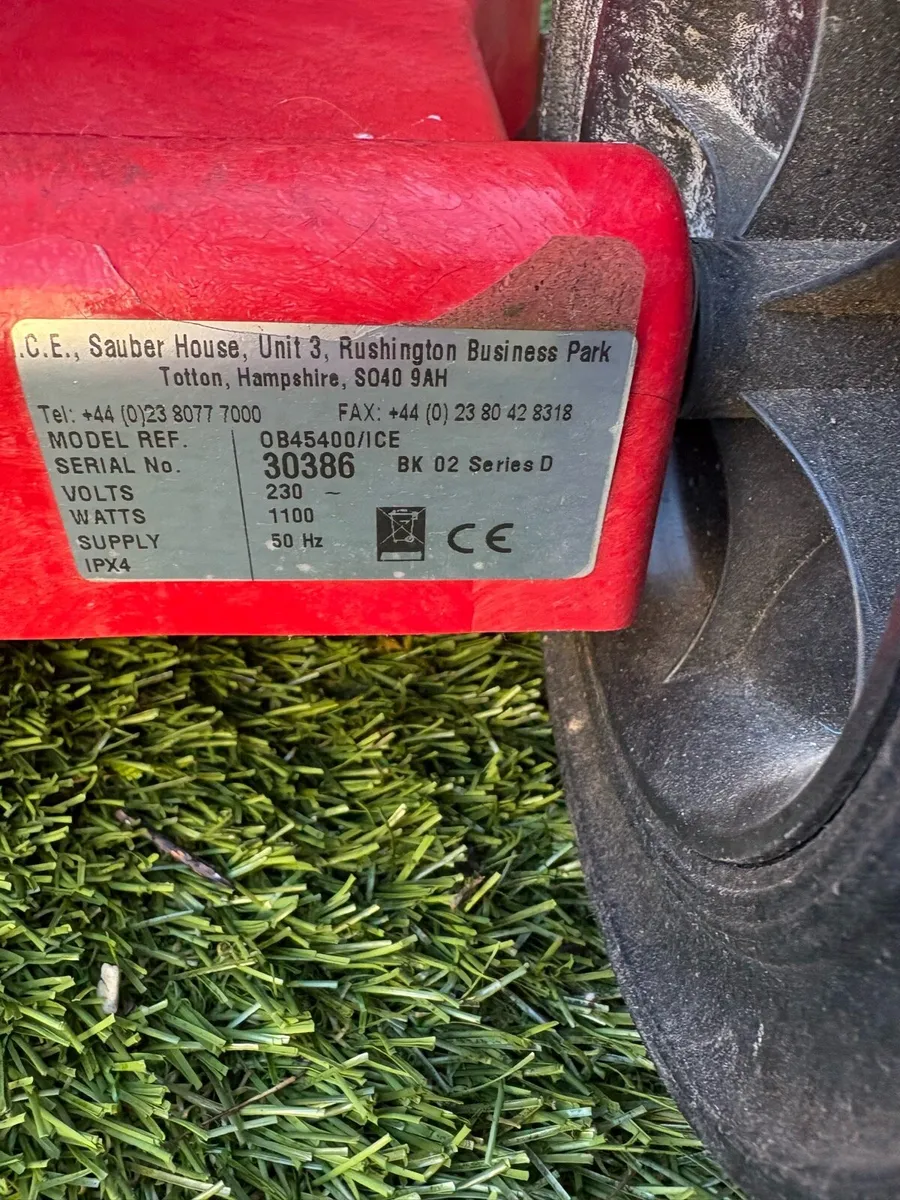 .C.E., Sauber House, Unit 3, Rushington Business Park
Totton, Hampshire, SO40 9AH
Tel: +44 (0)23 8077 7000 FAX: +44 (0) 23 80 42 8318
MODEL REF. OB45400/ICE
SERIAL No. 30386 BK 02 Series D
VOLTS 230 ~
WATTS 1100
SUPPLY 50 Hz
IPX4 CE